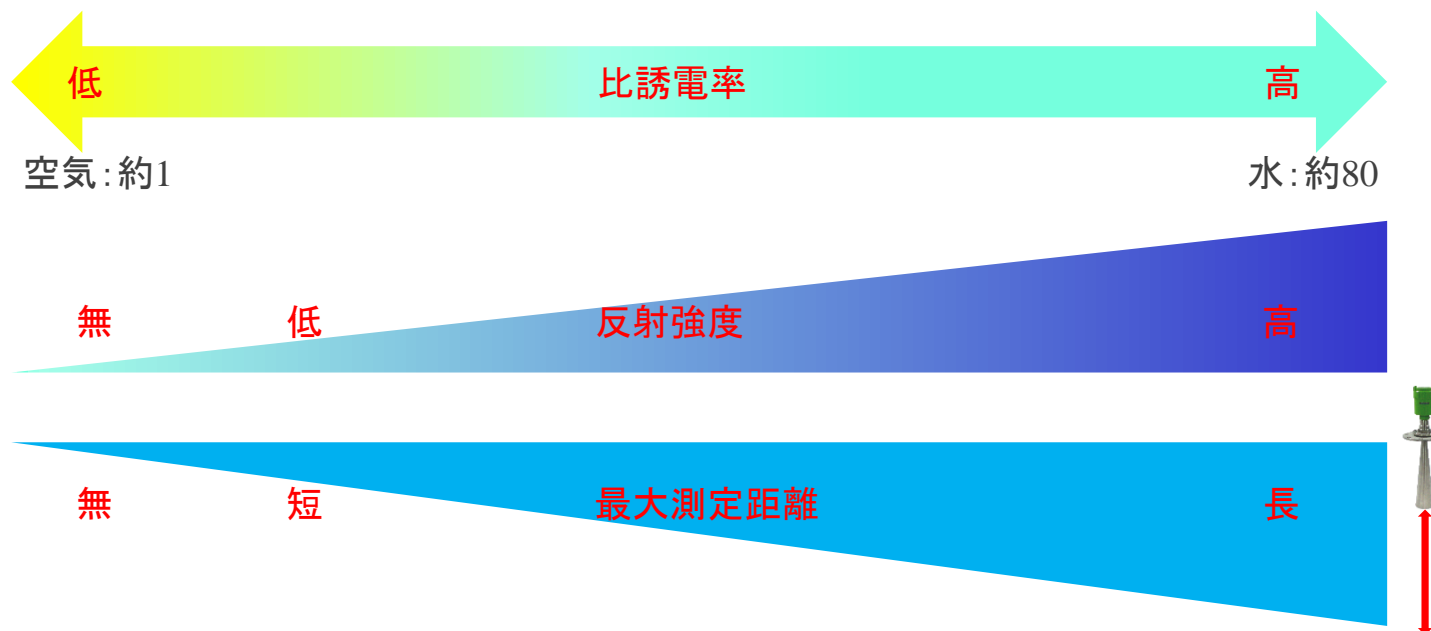 低 比誘電率 高
空気：約1 水：約80
無 低 反射強度 高
無 短 最大測定距離 長